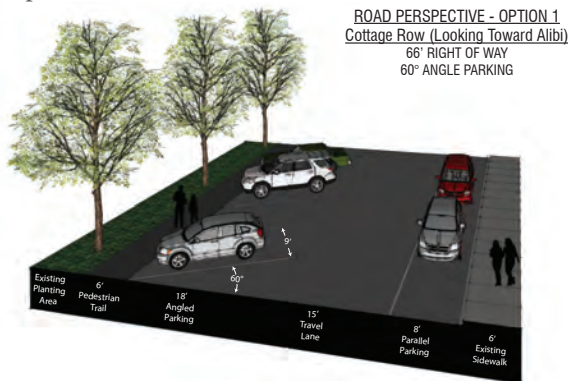 ROAD PERSPECTIVE - OPTION 1
Cottage Row (Looking Toward Alibi)
66' RIGHT OF WAY
60° ANGLE PARKING
9'
60°
Existing
Planting
Area
6'
Pedestrian
Trail
18'
Angled
Parking
15'
Travel
Lane
8'
Parallel
Parking
6'
Existing
Sidewalk